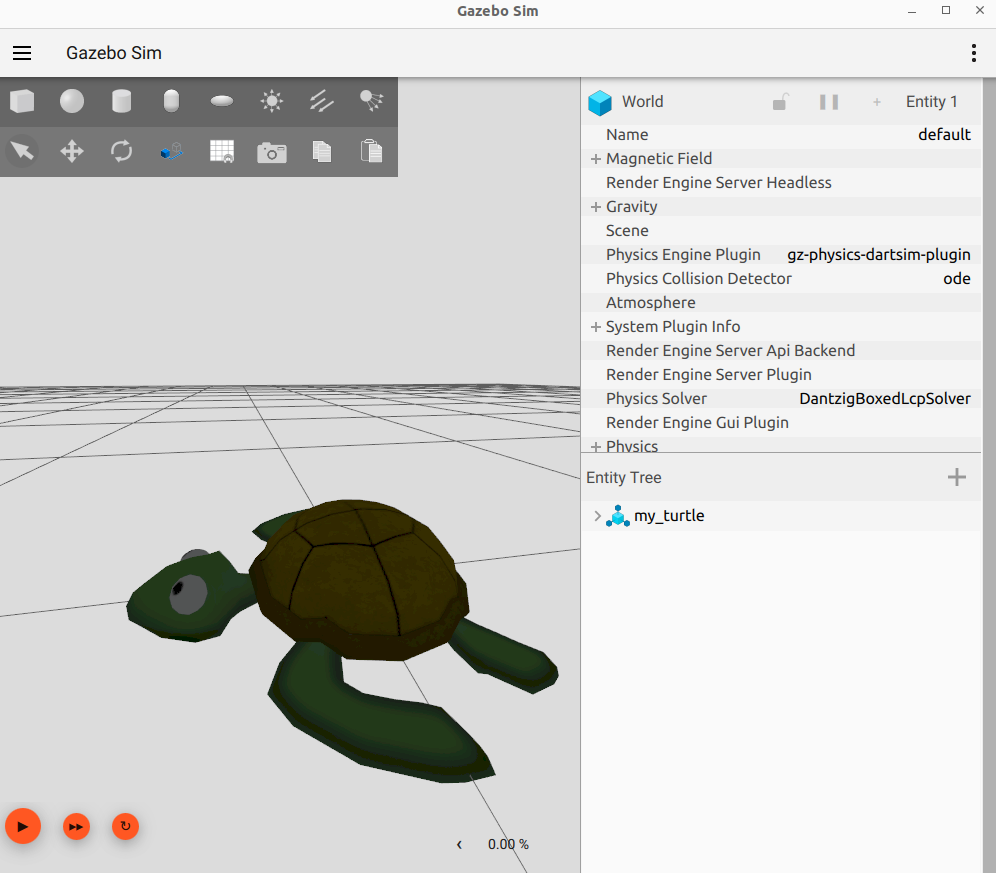 Gazebo Sim
Gazebo Sim
World
Entity 1
Name default
Magnetic Field
Render Engine Server Headless
Gravity
Scene
Physics Engine Plugin gz-physics-dartsim-plugin
Physics Collision Detector ode
Atmosphere
System Plugin Info
Render Engine Server Api Backend
Render Engine Server Plugin
Physics Solver DantzigBoxedLcpSolver
Render Engine Gui Plugin
Physics
Entity Tree
my_turtle
0.00 %